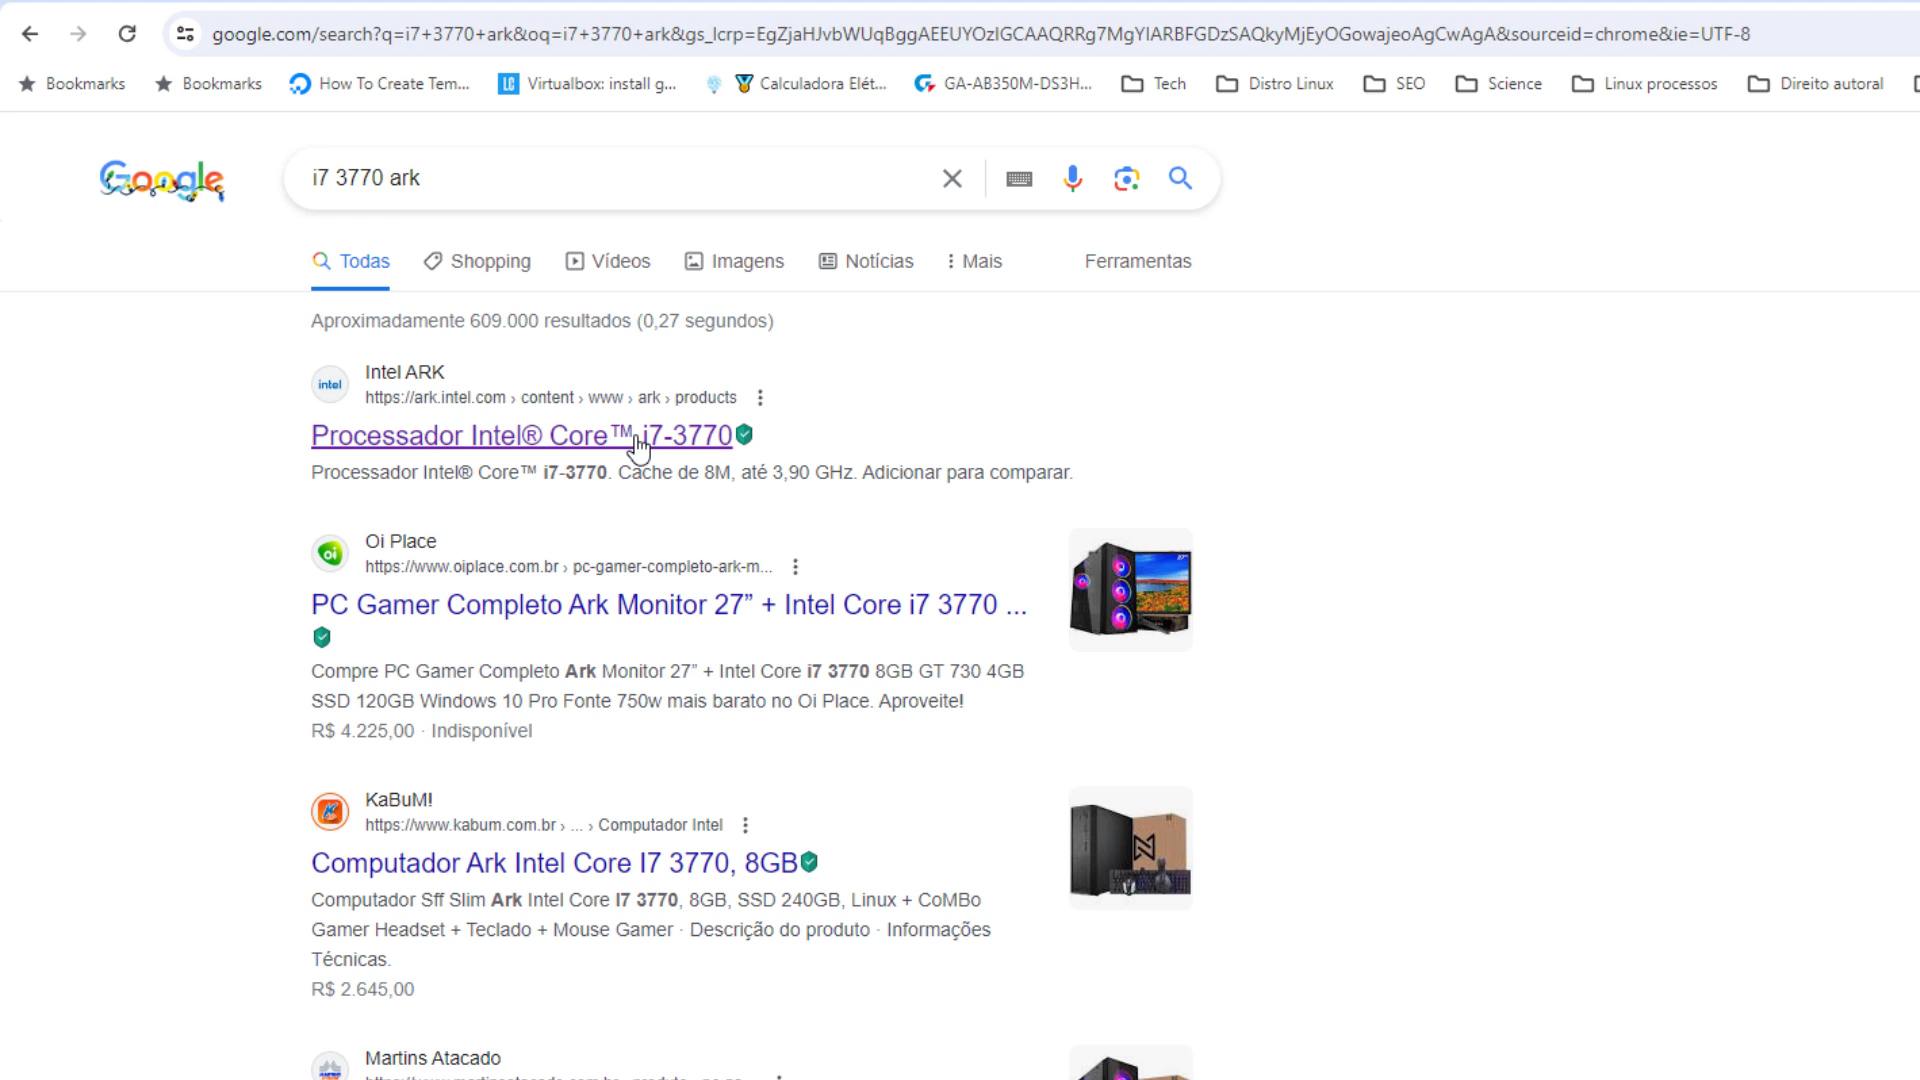 google.com/search?q=i7+3770+ark&oq=i7+3770+ark&gs_lcrp=EgZjaHJvbWUqBggAEEUYOzIGCAAQRRg7MgYIARBFGDzSAQkyMjEyOGowajeoAgCwAgA&sourceid=chrome&ie=UTF-8
Bookmarks Bookmarks How To Create Tem... LC Virtualbox: install g... Calculadora Elét... GA-AB350M-DS3H... Tech Distro Linux SEO Science Linux processos Direito autoral
Google i7 3770 ark
Todas Shopping Vídeos Imagens Notícias Mais Ferramentas
Aproximadamente 609.000 resultados (0,27 segundos)
intel Intel ARK
https://ark.intel.com › content › www › ark › products
Processador Intel® Core™ i7-3770
Processador Intel® Core™ i7-3770. Cache de 8M, até 3,90 GHz. Adicionar para comparar.
oi Oi Place
https://www.oiplace.com.br › pc-gamer-completo-ark-m...
PC Gamer Completo Ark Monitor 27” + Intel Core i7 3770 ...
Compre PC Gamer Completo Ark Monitor 27” + Intel Core i7 3770 8GB GT 730 4GB
SSD 120GB Windows 10 Pro Fonte 750w mais barato no Oi Place. Aproveite!
R$ 4.225,00 · Indisponível
KaBuM!
https://www.kabum.com.br › ... › Computador Intel
Computador Ark Intel Core I7 3770, 8GB
Computador Sff Slim Ark Intel Core I7 3770, 8GB, SSD 240GB, Linux + CoMBo
Gamer Headset + Teclado + Mouse Gamer · Descrição do produto · Informações
Técnicas.
R$ 2.645,00
Martins Atacado